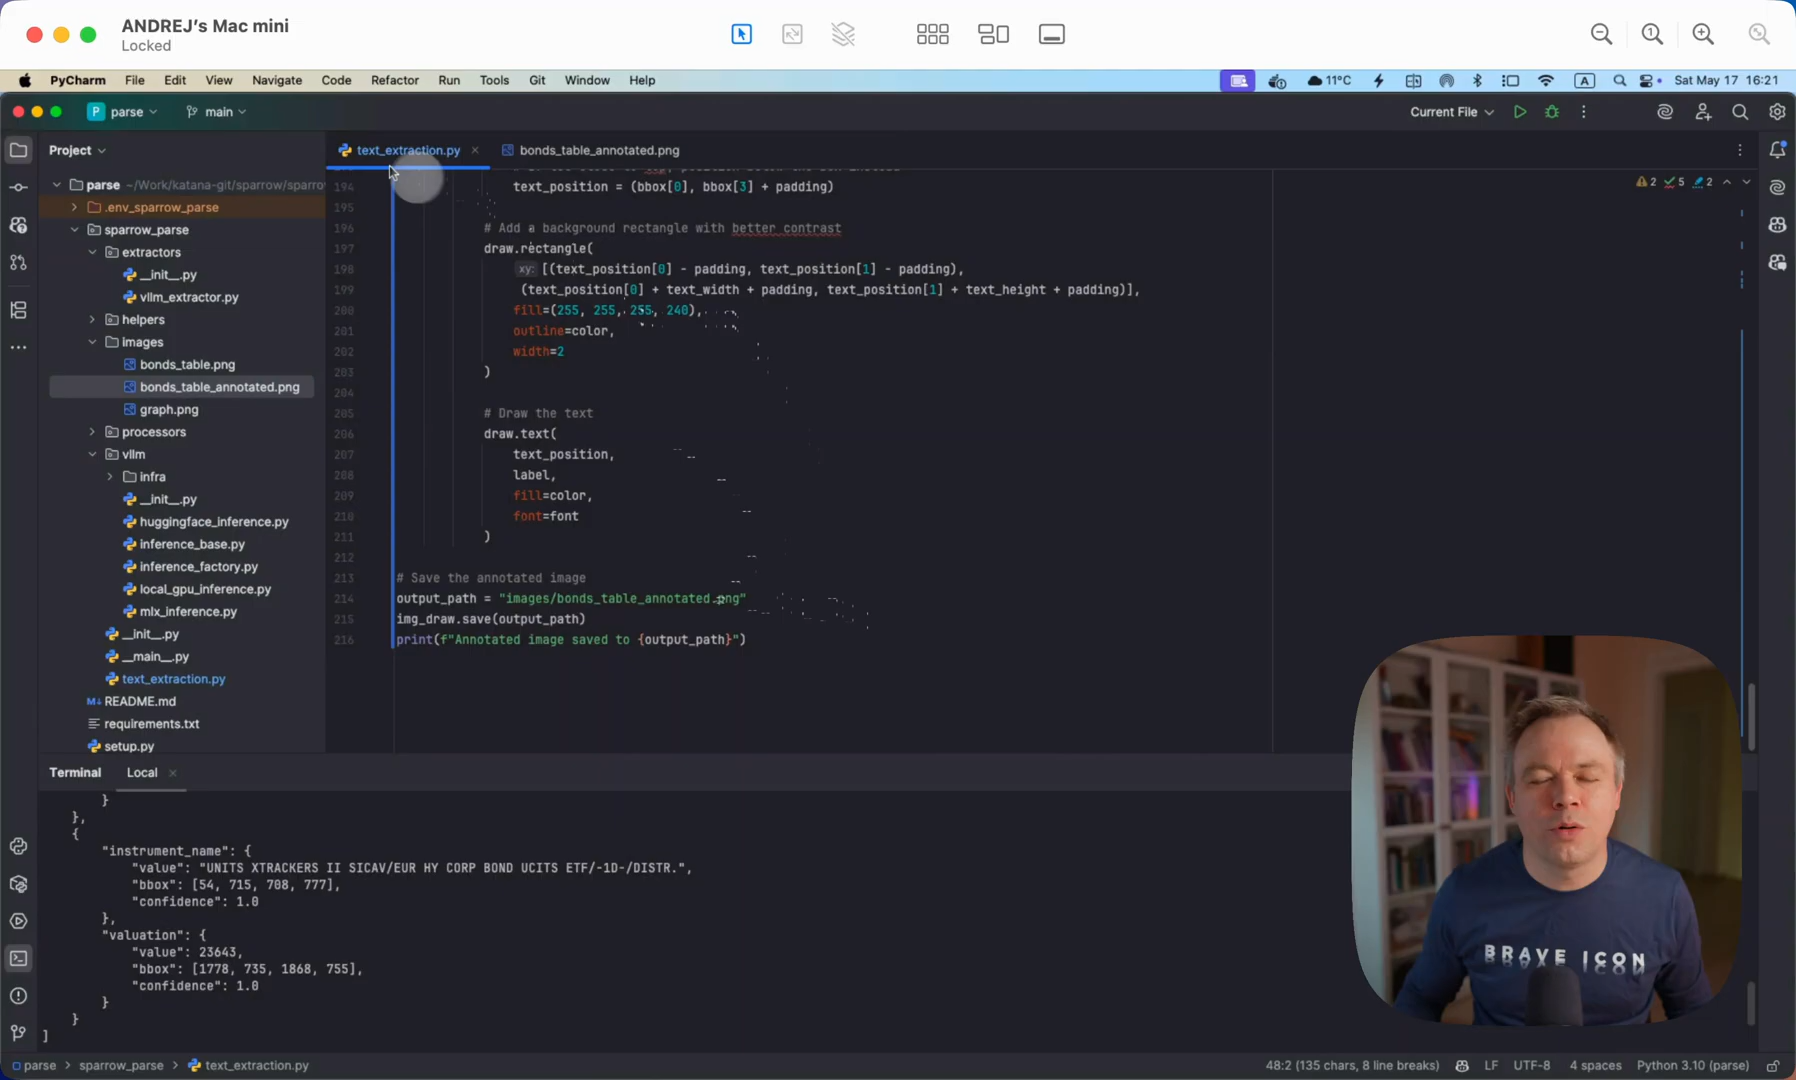 ANDREJ's Mac mini
Locked
PyCharm File Edit View Navigate Code Refactor Run Tools Git Window Help
11°C A Sat May 17 16:21
P parse main
Current File
Project
text_extraction.py
bonds_table_annotated.png
parse ~/Work/katana-git/sparrow/sparro
.env_sparrow_parse
sparrow_parse
extractors
__init__.py
vllm_extractor.py
helpers
images
bonds_table.png
bonds_table_annotated.png
graph.png
processors
vllm
infra
__init__.py
huggingface_inference.py
inference_base.py
inference_factory.py
local_gpu_inference.py
mlx_inference.py
__init__.py
__main__.py
text_extraction.py
README.md
requirements.txt
setup.py
2 5 2
194 text_position = (bbox[0], bbox[3] + padding)
195
196 # Add a background rectangle with better contrast
197 draw.rectangle(
198 xy: [(text_position[0] - padding, text_position[1] - padding),
199 (text_position[0] + text_width + padding, text_position[1] + text_height + padding)],
200 fill=(255, 255, 255, 240),
201 outline=color,
202 width=2
203 )
204
205 # Draw the text
206 draw.text(
207 text_position,
208 label,
209 fill=color,
210 font=font
211 )
212
213 # Save the annotated image
214 output_path = "images/bonds_table_annotated.png"
215 img_draw.save(output_path)
216 print(f"Annotated image saved to {output_path}")
Terminal Local
}
},
{
"instrument_name": {
"value": "UNITS XTRACKERS II SICAV/EUR HY CORP BOND UCITS ETF/-1D-/DISTR.",
"bbox": [54, 715, 708, 777],
"confidence": 1.0
},
"valuation": {
"value": 23643,
"bbox": [1778, 735, 1868, 755],
"confidence": 1.0
}
}
]
BRAVE ICON
parse > sparrow_parse > text_extraction.py
48:2 (135 chars, 8 line breaks) LF UTF-8 4 spaces Python 3.10 (parse)